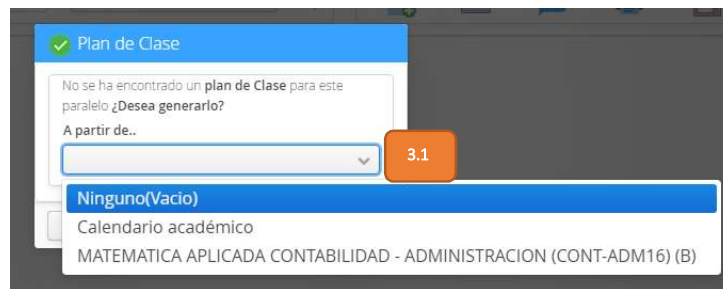 Plan de Clase
No se ha encontrado un plan de Clase para este
paralelo ¿Desea generarlo?
A partir de..
3.1
Ninguno(Vacio)
Calendario académico
MATEMATICA APLICADA CONTABILIDAD - ADMINISTRACION (CONT-ADM16) (B)